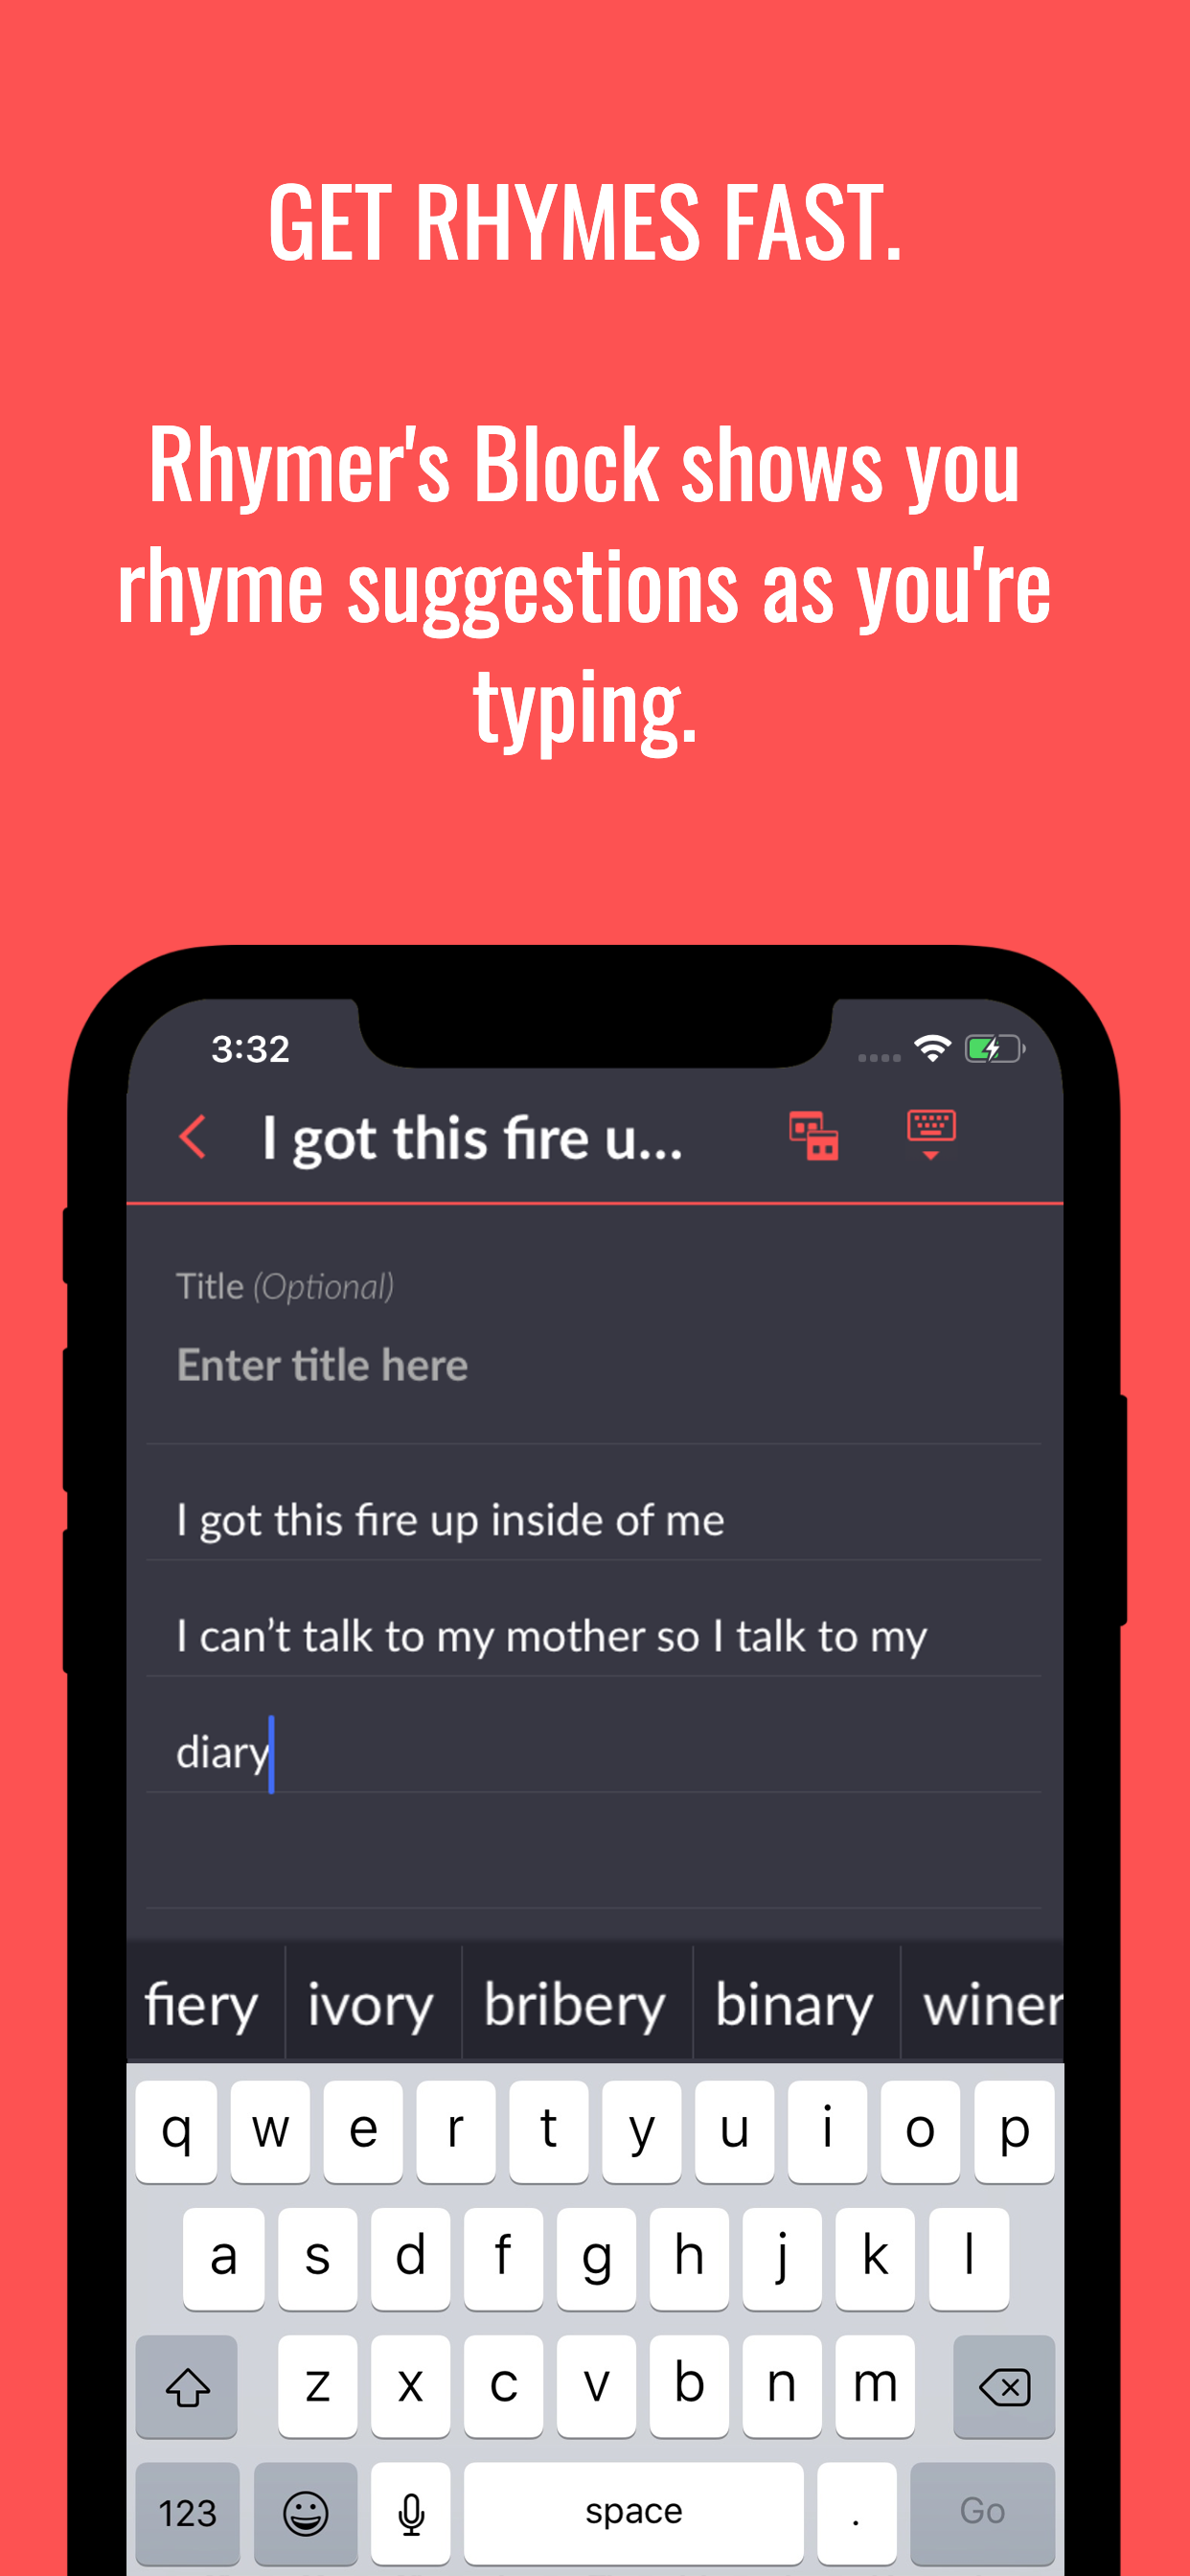 GET RHYMES FAST.
Rhymer's Block shows you
rhyme suggestions as you're
typing.
3:32
I got this fire u...
Title (Optional)
Enter title here
I got this fire up inside of me
I can’t talk to my mother so I talk to my
diary
fiery ivory bribery binary winer
q w e r t y u i o p
a s d f g h j k l
z x c v b n m
123 space . Go